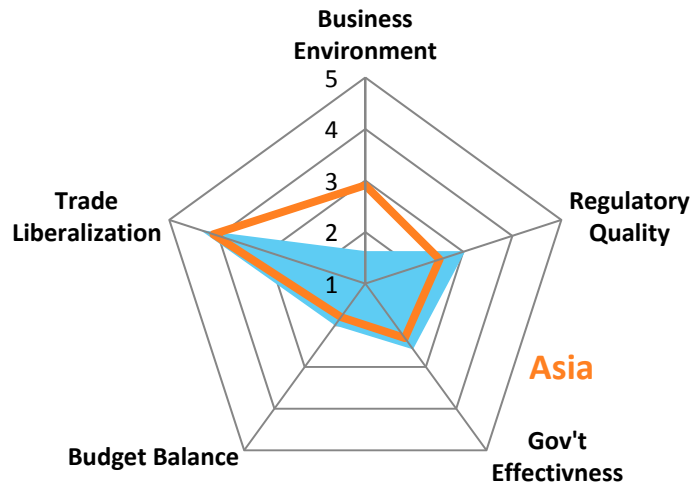 Business
Environment
5
4
3
2
1
Trade
Liberalization
Regulatory
Quality
Asia
Budget Balance
Gov't
Effectivness